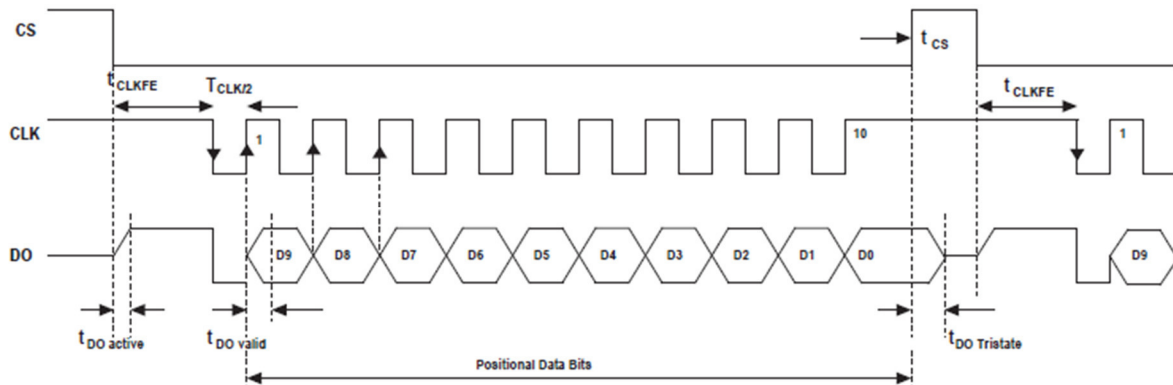 CS
t CS
t CLKFE
T CLK/2
t CLKFE
CLK
1
10
1
DO
D9
D8
D7
D6
D5
D4
D3
D2
D1
D0
D9
t DO active
t DO valid
t DO Tristate
Positional Data Bits